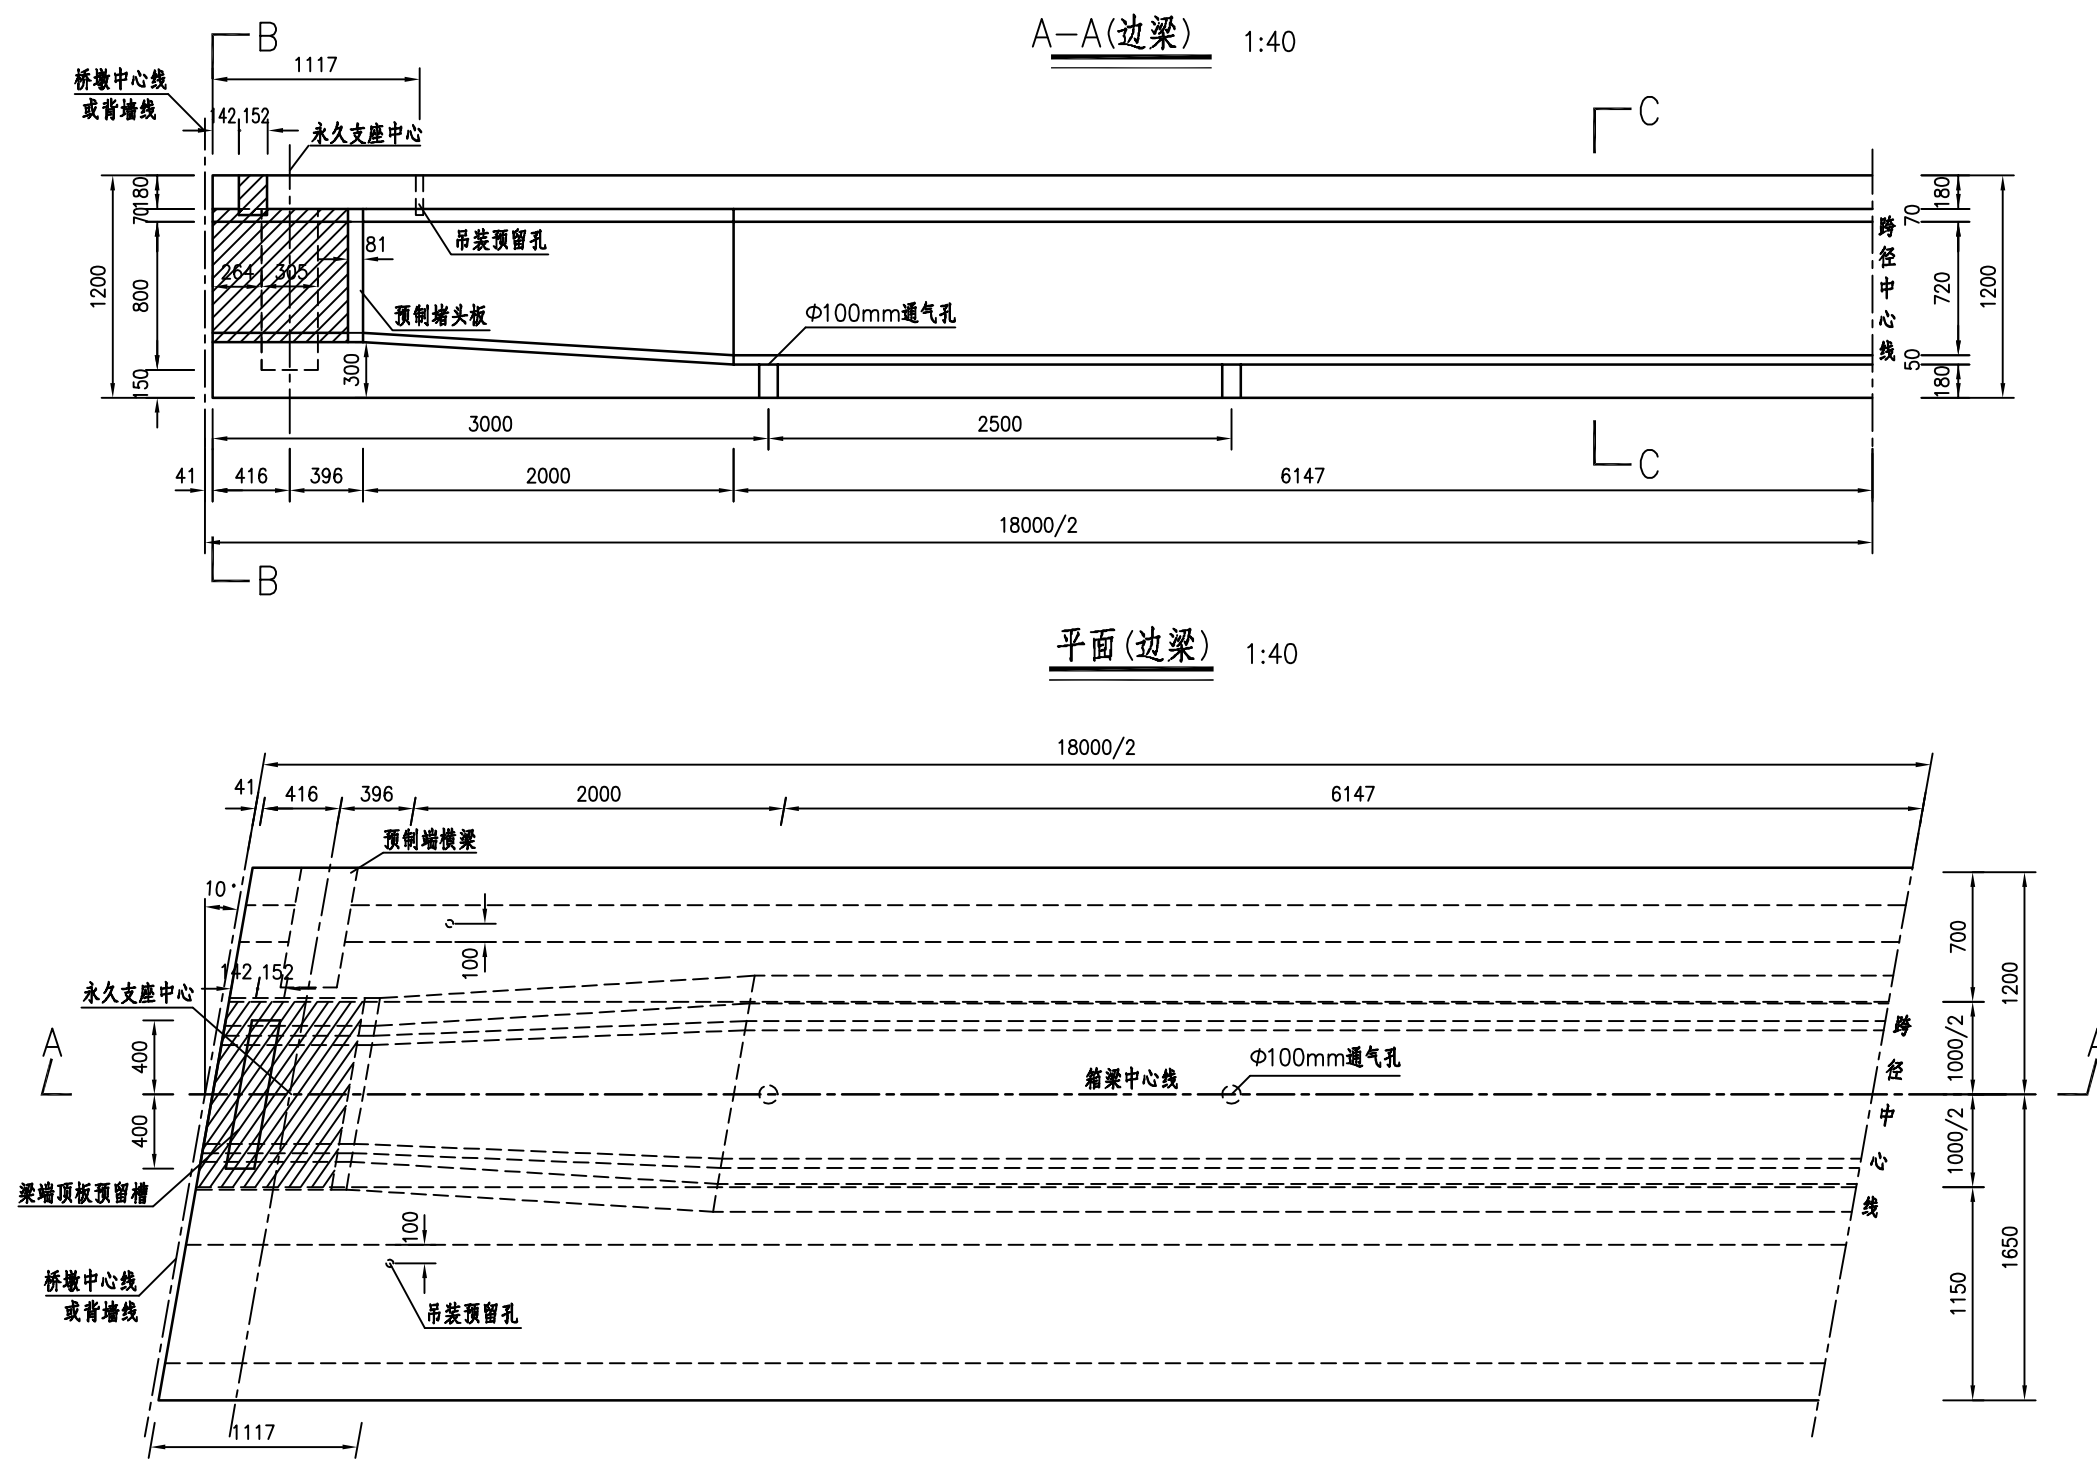 A-A(边梁) 1:40
B
1117
桥墩中心线
或背墙线
142 152
永久支座中心
C
180
70
800
150
1200
264 305
81
吊装预留孔
预制堵头板
300
Φ100mm通气孔
跨径中心线
180
70
720
50
180
1200
3000 2500
41 416 396 2000 6147
C
18000/2
B
平面(边梁) 1:40
18000/2
41 416 396 2000 6147
预制端横梁
10°
100
142 152
永久支座中心
A
400
400
箱梁中心线
Φ100mm通气孔
跨径中心线
700
1000/2
1000/2
1150
1200
1650
A
梁端顶板预留槽
100
桥墩中心线
或背墙线
吊装预留孔
1117